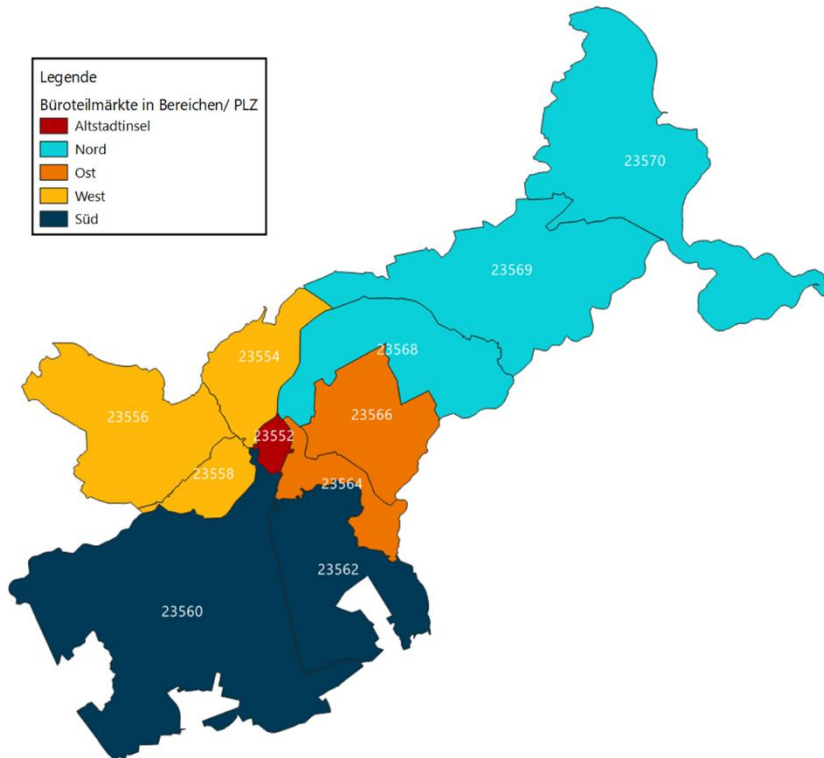 Legende
Büroteilmärkte in Bereichen/ PLZ
Altstadtinsel
Nord
Ost
West
Süd
23570
23569
23568
23554
23556
23566
23552
23558
23564
23562
23560